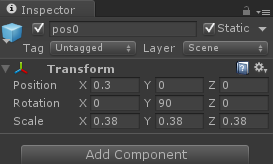 Inspector
pos0 Static
Tag Untagged Layer Scene
Transform
Position X 0.3 Y 0 Z 0
Rotation X 0 Y 90 Z 0
Scale X 0.38 Y 0.38 Z 0.38
Add Component